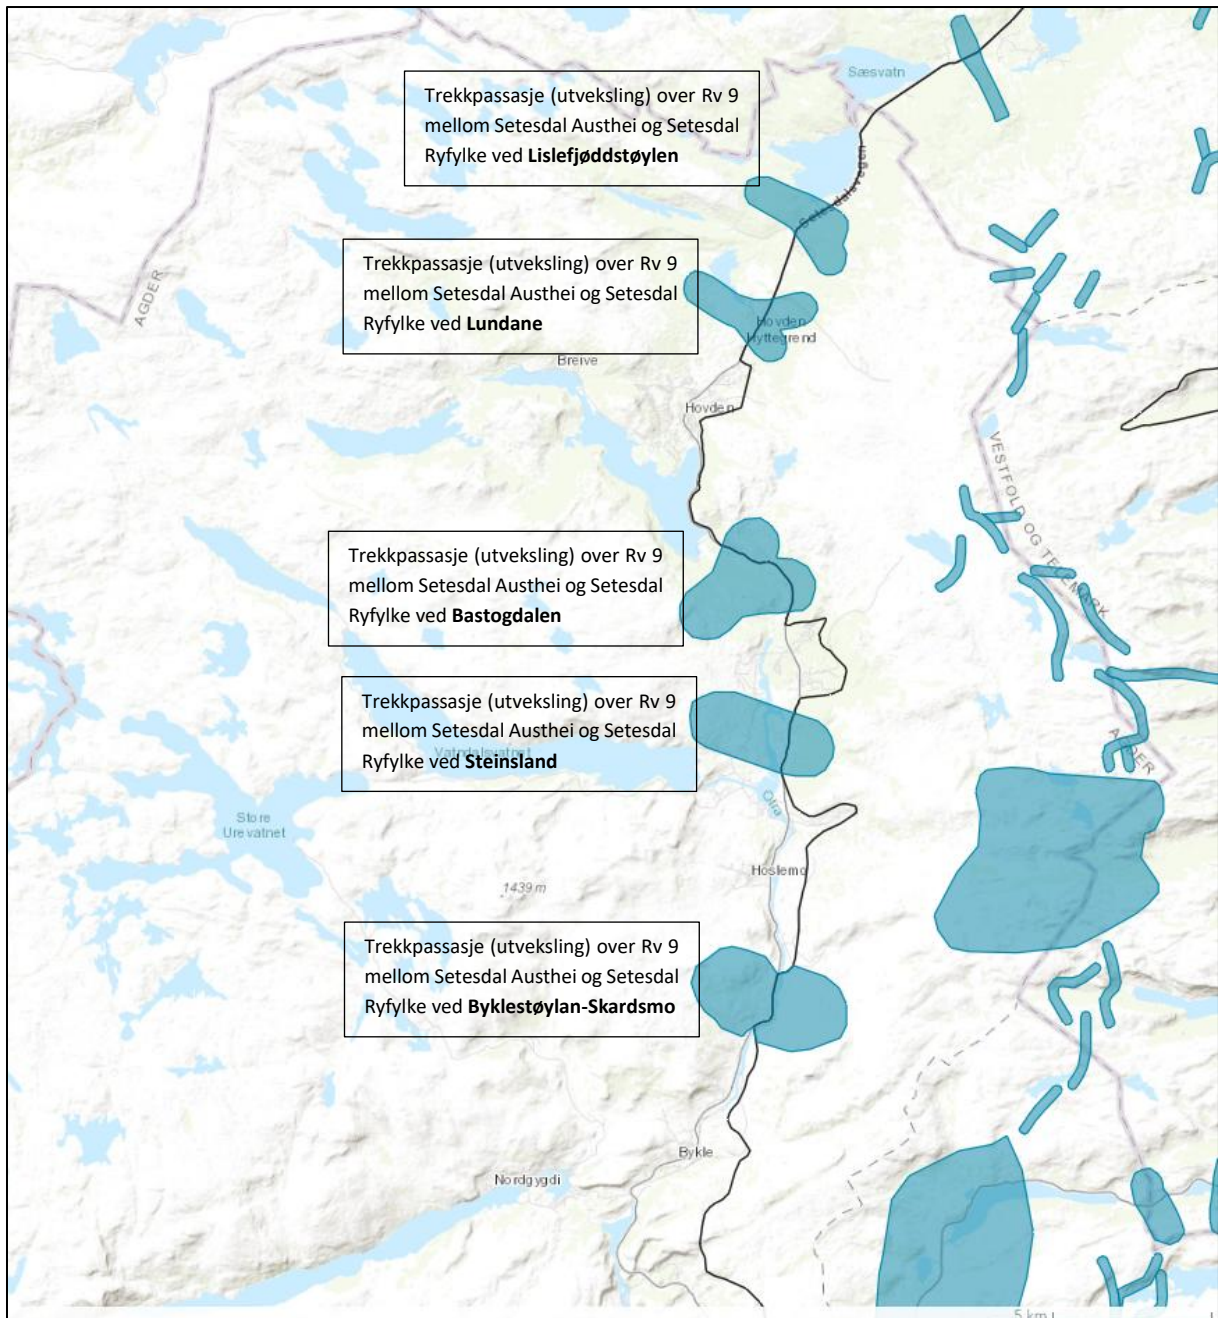 Sæsvatn
Trekkpassasje (utveksling) over Rv 9
mellom Setesdal Austhei og Setesdal
Ryfylke ved Lislefjøddstøylen
Setesdalsvegen
AGDER
Trekkpassasje (utveksling) over Rv 9
mellom Setesdal Austhei og Setesdal
Ryfylke ved Lundane
Hovden
Hyttegrend
Breive
Hovden
VESTFOLD OG TELEMARK
Trekkpassasje (utveksling) over Rv 9
mellom Setesdal Austhei og Setesdal
Ryfylke ved Bastogdalen
Trekkpassasje (utveksling) over Rv 9
mellom Setesdal Austhei og Setesdal
Ryfylke ved Steinsland
Vatndalsvatnet
AGDER
Otra
Store
Urevatnet
Hoslemo
1439 m
Trekkpassasje (utveksling) over Rv 9
mellom Setesdal Austhei og Setesdal
Ryfylke ved Byklestøylan-Skardsmo
Bykle
Nordgygdi
5 km